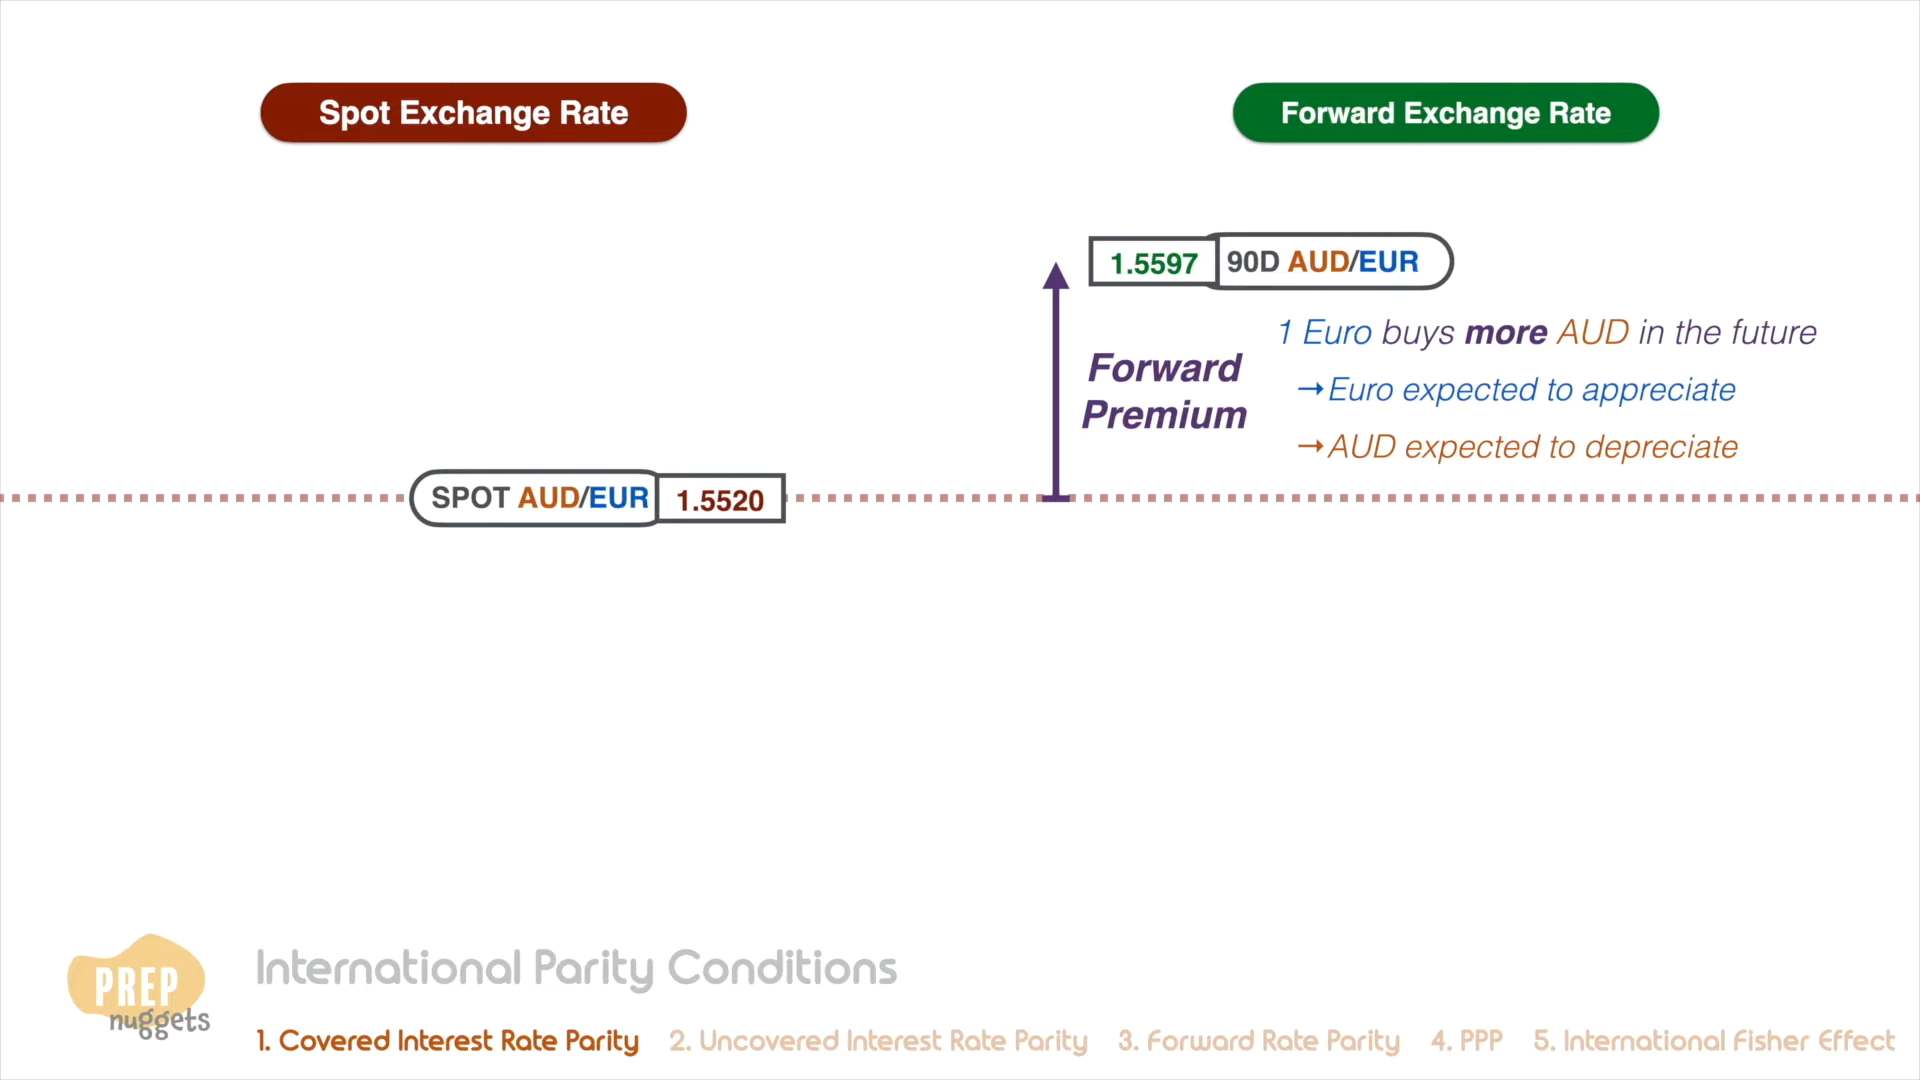 Spot Exchange Rate
Forward Exchange Rate
1.5597 90D AUD/EUR
1 Euro buys more AUD in the future
→Euro expected to appreciate
→AUD expected to depreciate
Forward
Premium
SPOT AUD/EUR 1.5520
PREP
nuggets
International Parity Conditions
1. Covered Interest Rate Parity 2. Uncovered Interest Rate Parity 3. Forward Rate Parity 4. PPP 5. International Fisher Effect